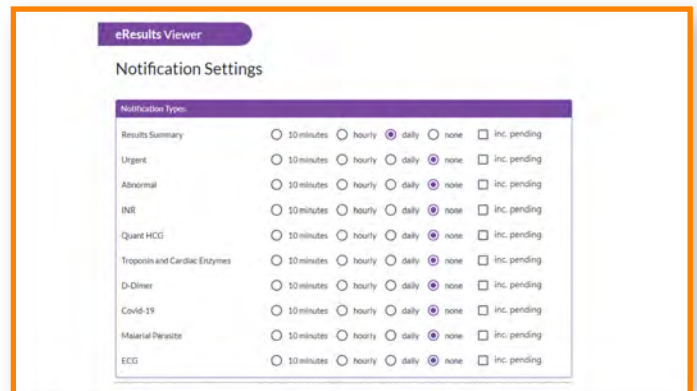 eResults Viewer
Notification Settings
Notification Types
Results Summary 10 minutes hourly daily none inc. pending
Urgent 10 minutes hourly daily none inc. pending
Abnormal 10 minutes hourly daily none inc. pending
INR 10 minutes hourly daily none inc. pending
Quant HCG 10 minutes hourly daily none inc. pending
Troponin and Cardiac Enzymes 10 minutes hourly daily none inc. pending
D-Dimer 10 minutes hourly daily none inc. pending
Covid-19 10 minutes hourly daily none inc. pending
Malarial Parasite 10 minutes hourly daily none inc. pending
ECG 10 minutes hourly daily none inc. pending